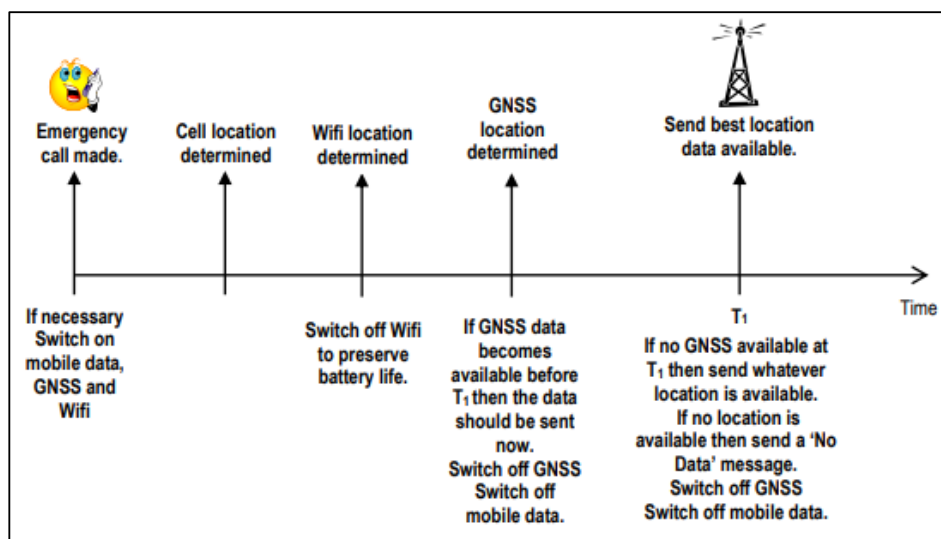 Emergency
call made.
Cell location
determined
Wifi location
determined
GNSS
location
determined
Send best location
data available.
Time
If necessary
Switch on
mobile data,
GNSS and
Wifi
Switch off Wifi
to preserve
battery life.
If GNSS data
becomes
available before
T1 then the data
should be sent
now.
Switch off GNSS
Switch off
mobile data.
T1
If no GNSS available at
T1 then send whatever
location is available.
If no location is
available then send a ‘No
Data’ message.
Switch off GNSS
Switch off mobile data.